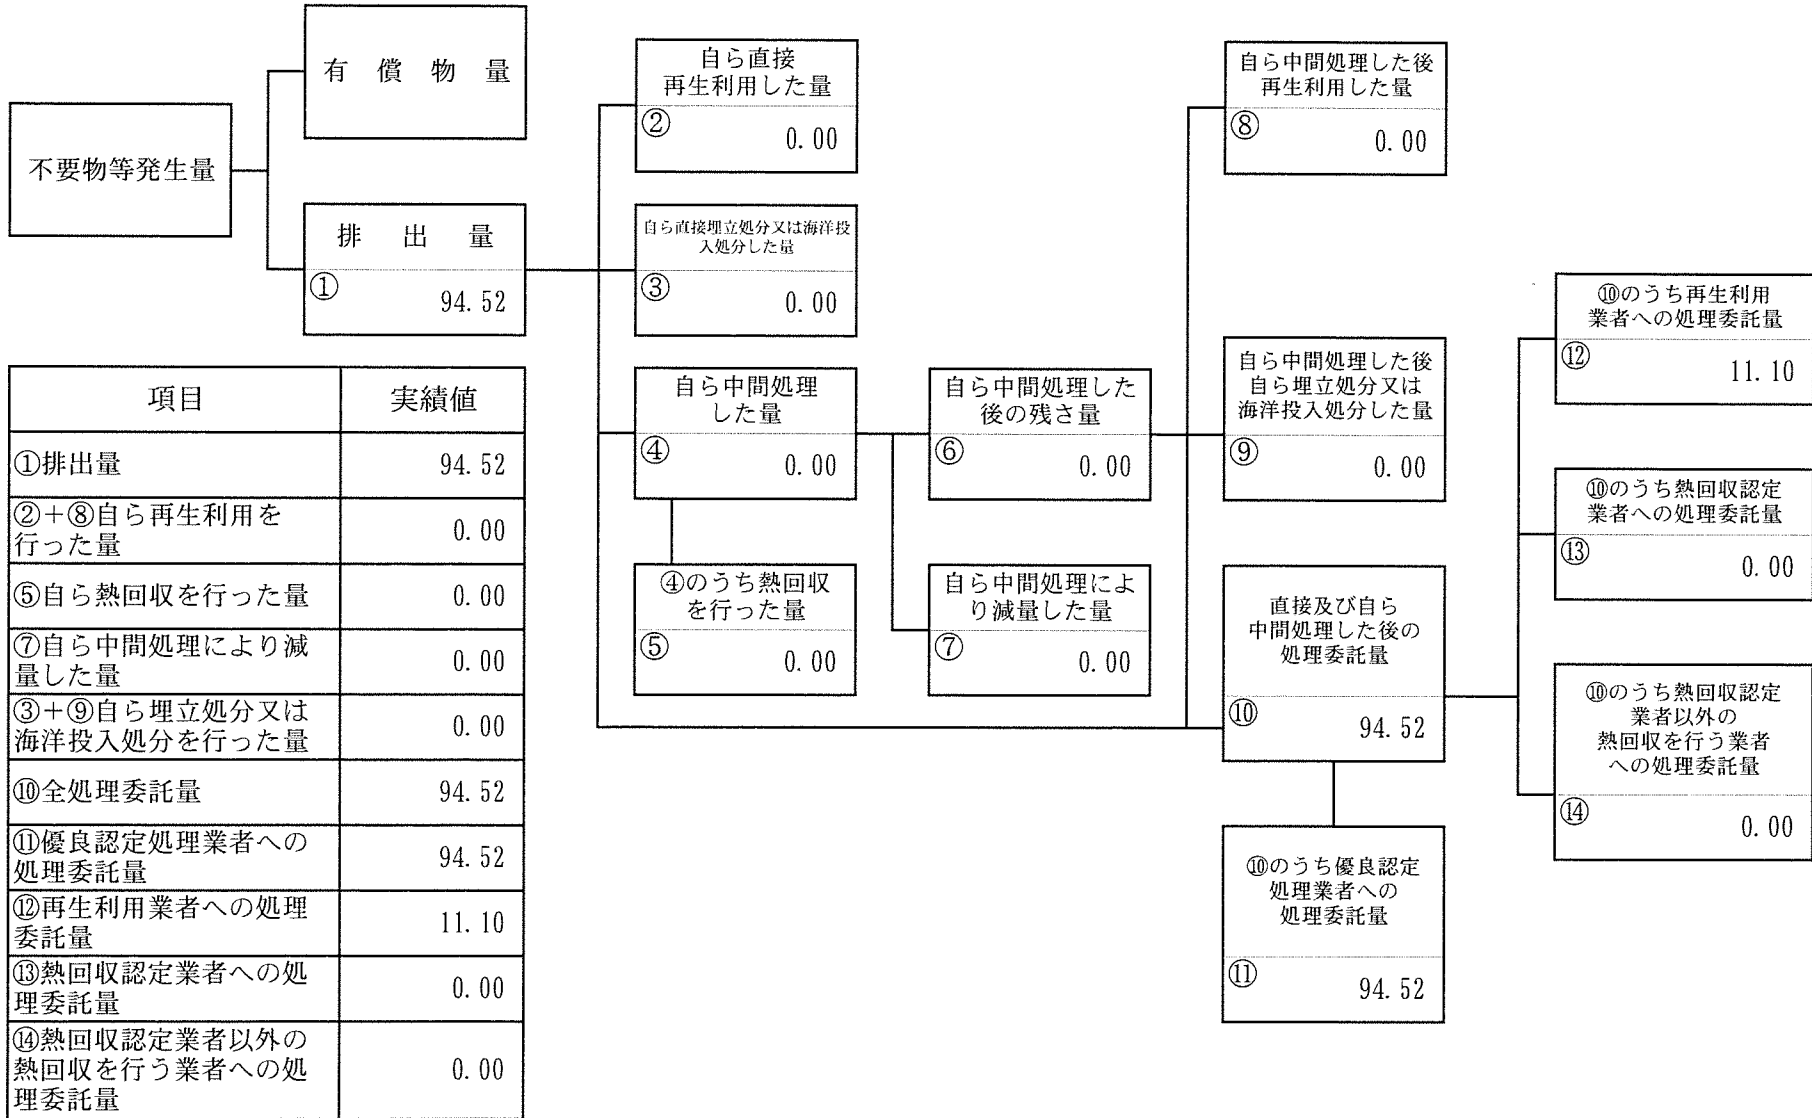 不要物等発生量
有償物量
排出量
① 94.52
自ら直接
再生利用した量
② 0.00
自ら直接埋立処分又は海洋投
入処分した量
③ 0.00
自ら中間処理
した量
④ 0.00
④のうち熱回収
を行った量
⑤ 0.00
自ら中間処理した
後の残さ量
⑥ 0.00
自ら中間処理によ
り減量した量
⑦ 0.00
自ら中間処理した後
再生利用した量
⑧ 0.00
自ら中間処理した後
自ら埋立処分又は
海洋投入処分した量
⑨ 0.00
直接及び自ら
中間処理した後の
処理委託量
⑩ 94.52
⑩のうち優良認定
処理業者への
処理委託量
⑪ 94.52
⑩のうち再生利用
業者への処理委託量
⑫ 11.10
⑩のうち熱回収認定
業者への処理委託量
⑬ 0.00
⑩のうち熱回収認定
業者以外の
熱回収を行う業者
への処理委託量
⑭ 0.00
項目 実績値
①排出量 94.52
②+⑧自ら再生利用を
行った量 0.00
⑤自ら熱回収を行った量 0.00
⑦自ら中間処理により減
量した量 0.00
③+⑨自ら埋立処分又は
海洋投入処分を行った量 0.00
⑩全処理委託量 94.52
⑪優良認定処理業者への
処理委託量 94.52
⑫再生利用業者への処理
委託量 11.10
⑬熱回収認定業者への処
理委託量 0.00
⑭熱回収認定業者以外の
熱回収を行う業者への処
理委託量 0.00